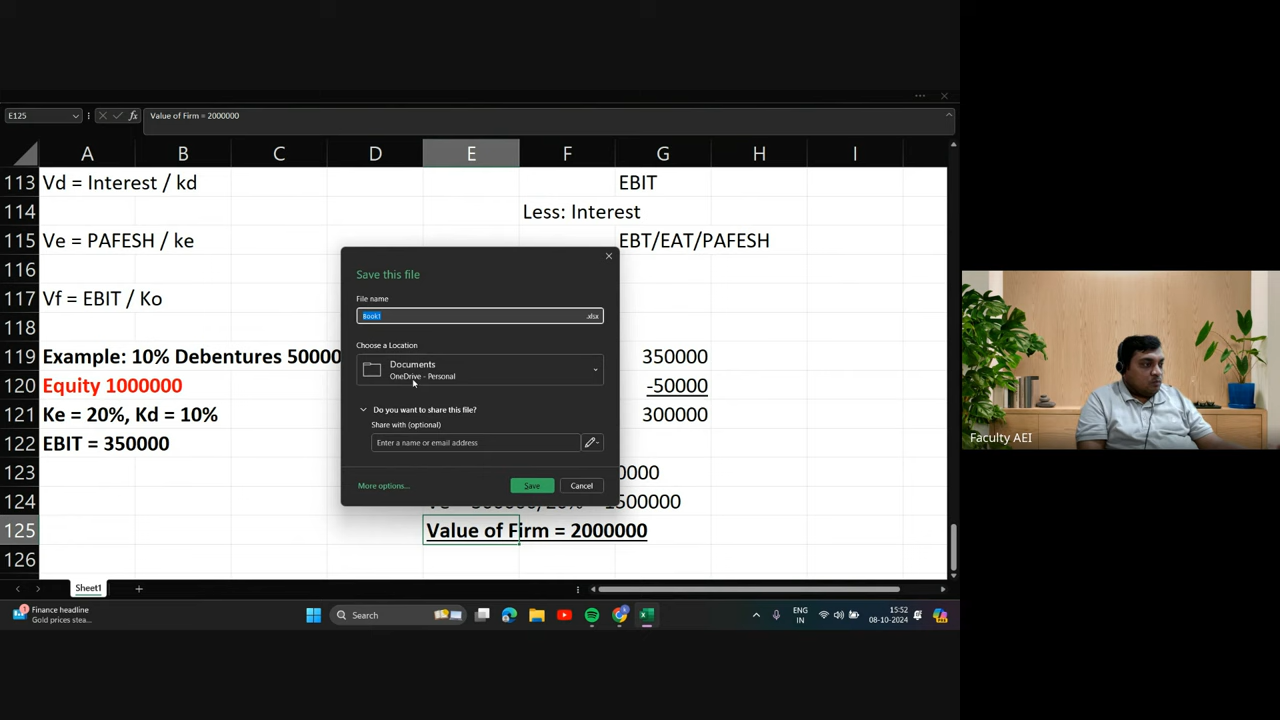 E125
fx
Value of Firm = 2000000
A B C D E F G H I
113 Vd = Interest / kd EBIT
114 Less: Interest
115 Ve = PAFESH / ke EBT/EAT/PAFESH
116
117 Vf = EBIT / Ko
118
119 Example: 10% Debentures 50000 350000
120 Equity 1000000 -50000
121 Ke = 20%, Kd = 10% 300000
122 EBIT = 350000
123
124
125 Value of Firm = 2000000
126
Save this file
File name
Book1 .xlsx
Choose a Location
Documents
OneDrive - Personal
Do you want to share this file?
Share with (optional)
Enter a name or email address
More options...
Save
Cancel
Sheet1
Finance headline
Gold prices stea...
Search
ENG
IN
15:52
08-10-2024
Faculty AEI